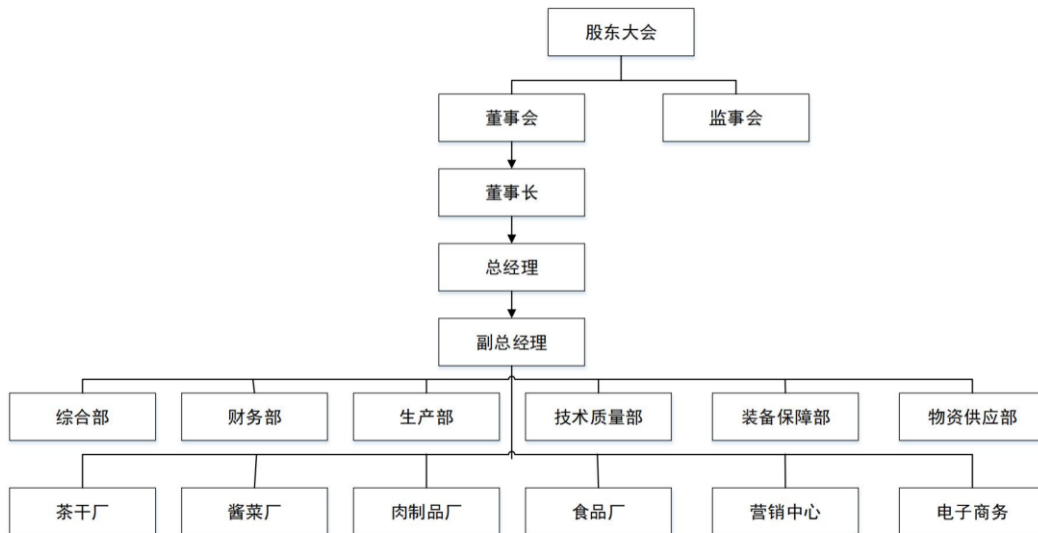 股东大会
董事会
监事会
董事长
总经理
副总经理
综合部
财务部
生产部
技术质量部
装备保障部
物资供应部
茶干厂
酱菜厂
肉制品厂
食品厂
营销中心
电子商务